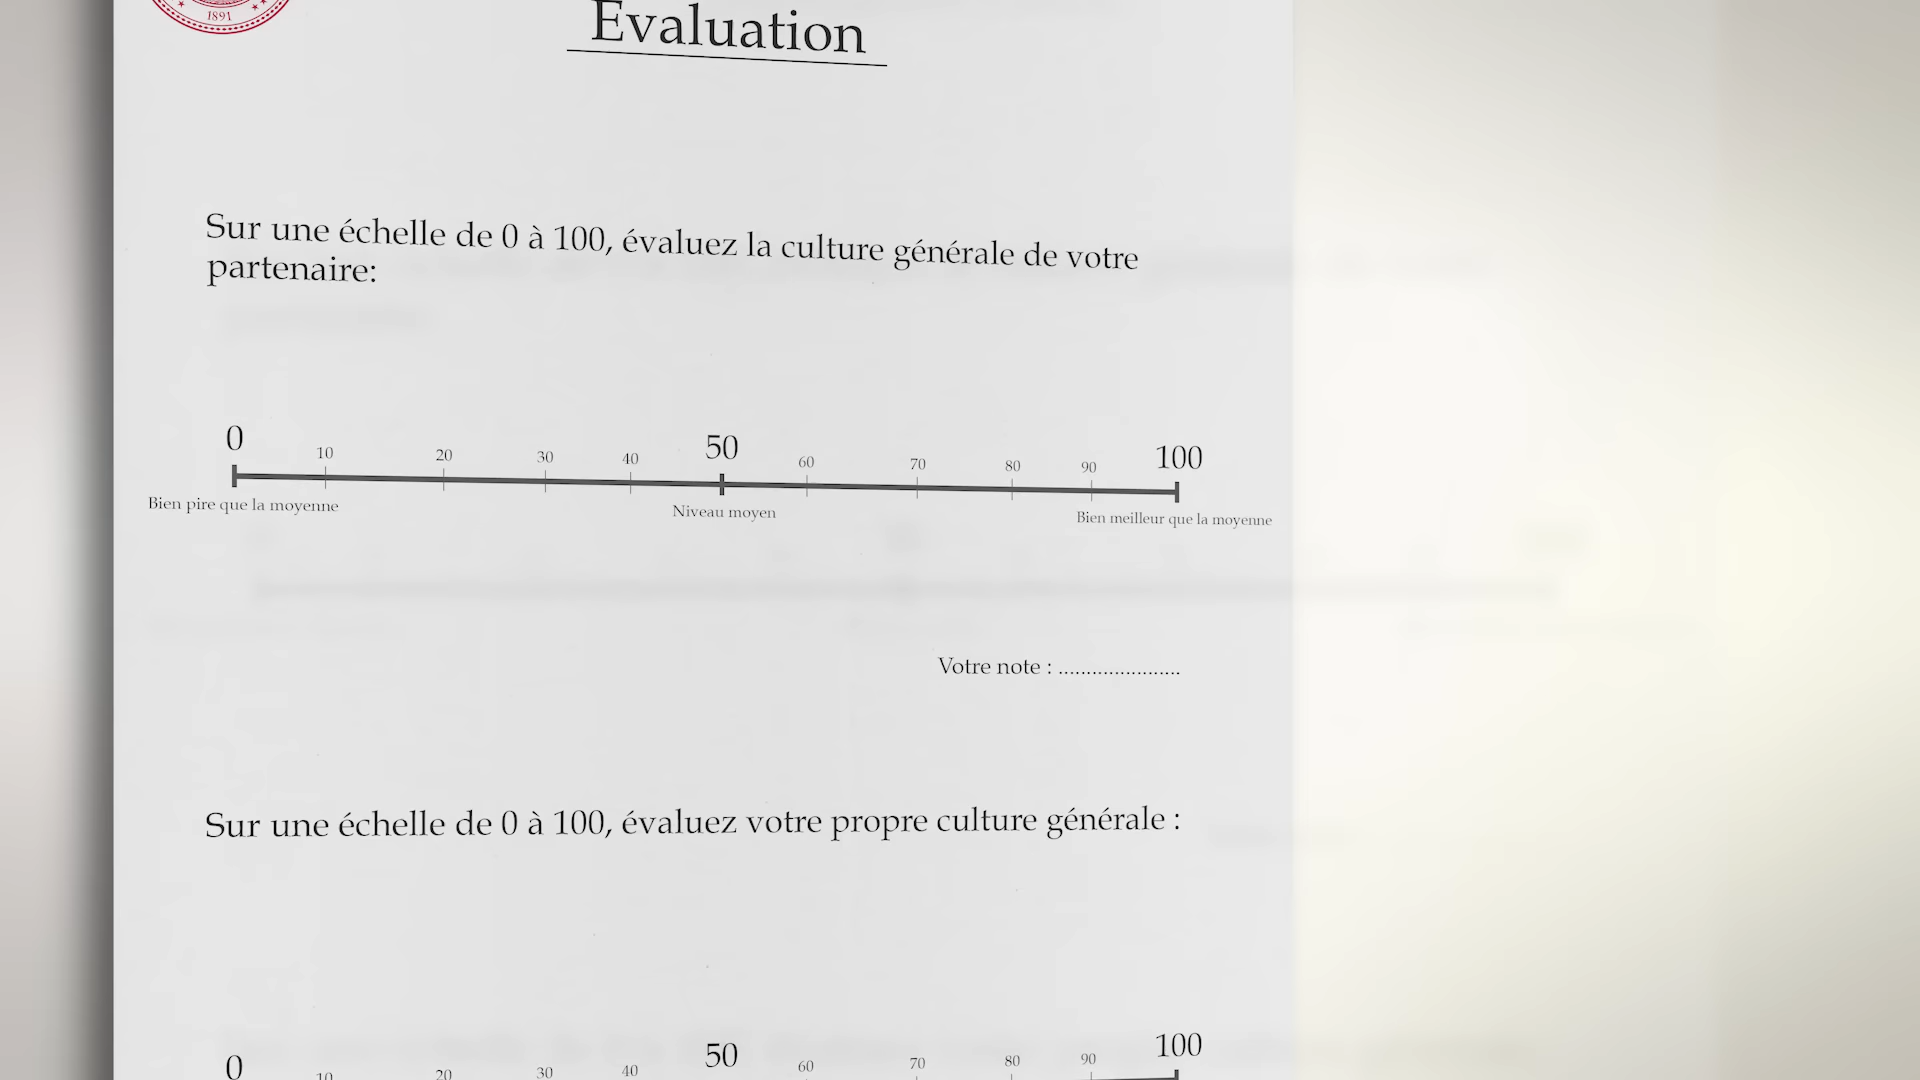 1891
Evaluation
Sur une échelle de 0 à 100, évaluez la culture générale de votre
partenaire:
0 10 20 30 40 50 60 70 80 90 100
Bien pire que la moyenne Niveau moyen Bien meilleur que la moyenne
Votre note : ......................
Sur une échelle de 0 à 100, évaluez votre propre culture générale :
0 10 20 30 40 50 60 70 80 90 100